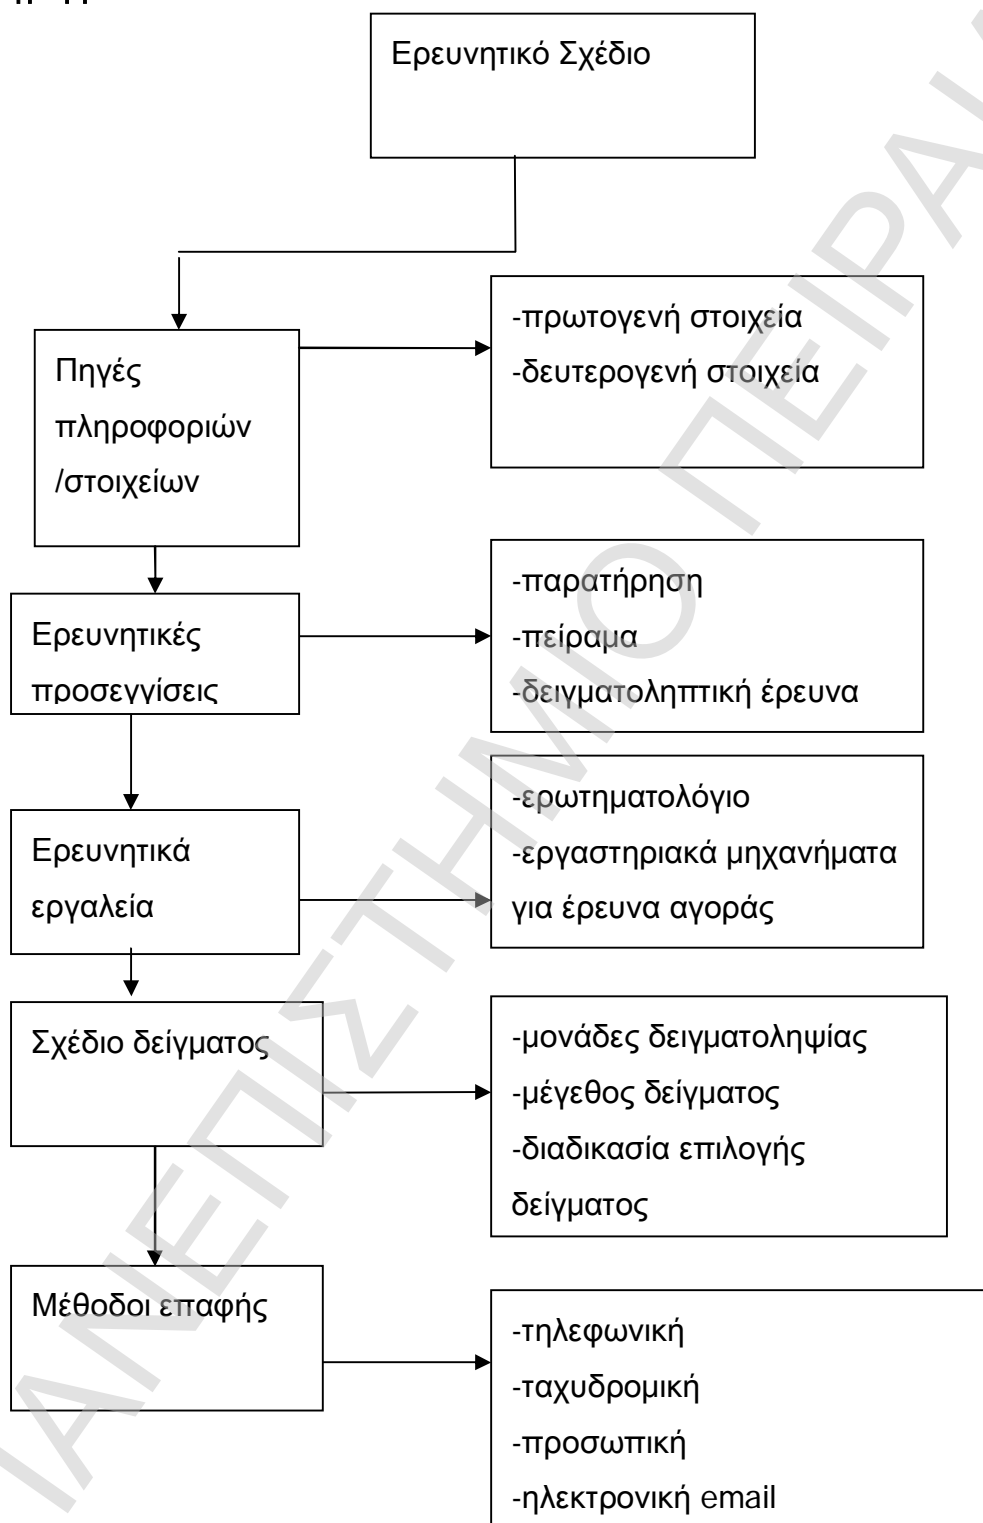 Ερευνητικό Σχέδιο
Πηγές
πληροφοριών
/στοιχείων
-πρωτογενή στοιχεία
-δευτερογενή στοιχεία
Ερευνητικές
προσεγγίσεις
-παρατήρηση
-πείραμα
-δειγματοληπτική έρευνα
Ερευνητικά
εργαλεία
-ερωτηματολόγιο
-εργαστηριακά μηχανήματα
για έρευνα αγοράς
Σχέδιο δείγματος
-μονάδες δειγματοληψίας
-μέγεθος δείγματος
-διαδικασία επιλογής
δείγματος
Μέθοδοι επαφής
-τηλεφωνική
-ταχυδρομική
-προσωπική
-ηλεκτρονική email
ΠΑΝΕΠΙΣΤΗΜΙΟ